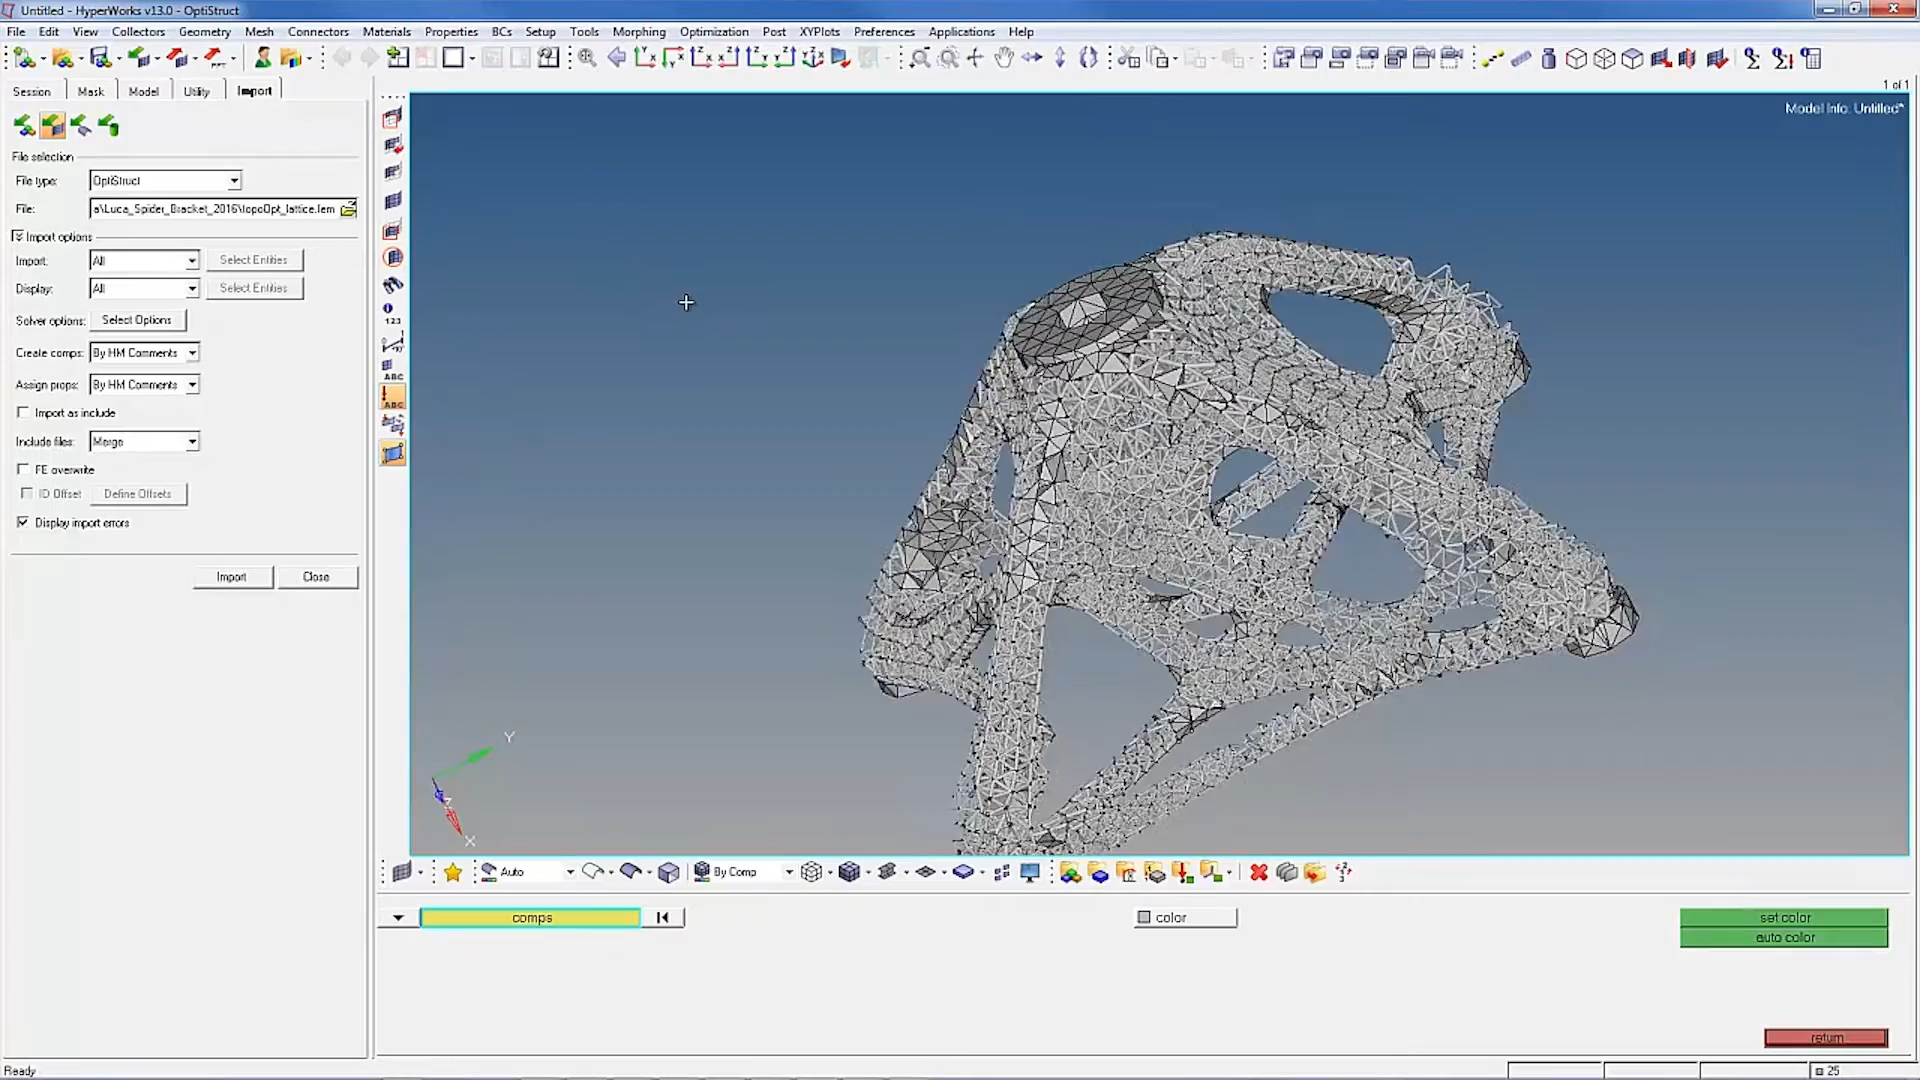 Untitled - HyperWorks v13.0 - OptiStruct
File Edit View Collectors Geometry Mesh Connectors Materials Properties BCs Setup Tools Morphing Optimization Post XYPlots Preferences Applications Help
Session Mask Model Utility Import
1 of 1
Model Info: Untitled*
File selection
File type: OptiStruct
File: a\Luca_Spider_Bracket_2016\topoOpt_lattice.fem
Import options
Import: All Select Entities
Display: All Select Entities
Solver options: Select Options
Create comps: By HM Comments
Assign props: By HM Comments
Import as include
Include files: Merge
FE overwrite
ID Offset Define Offsets
Display import errors
Import Close
123
ABC
ABC
Y
Z
X
Auto By Comp
comps color set color
auto color
return
Ready
25